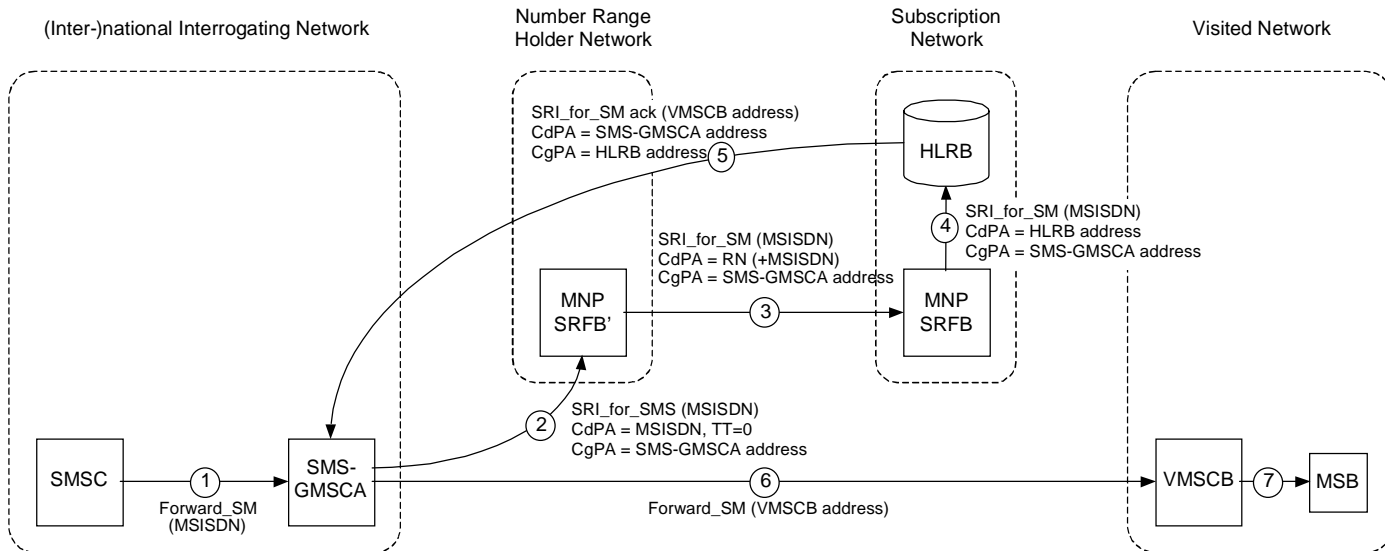 (Inter-)national Interrogating Network
Number Range
Holder Network
Subscription
Network
Visited Network
SRI_for_SM ack (VMSCB address)
CdPA = SMS-GMSCA address
CgPA = HLRB address
5
HLRB
4
SRI_for_SM (MSISDN)
CdPA = HLRB address
CgPA = SMS-GMSCA address
SRI_for_SM (MSISDN)
CdPA = RN (+MSISDN)
CgPA = SMS-GMSCA address
MNP
SRFB’
3
MNP
SRFB
2
SRI_for_SMS (MSISDN)
CdPA = MSISDN, TT=0
CgPA = SMS-GMSCA address
SMSC
1
Forward_SM
(MSISDN)
SMS-
GMSCA
6
Forward_SM (VMSCB address)
VMSCB
7
MSB